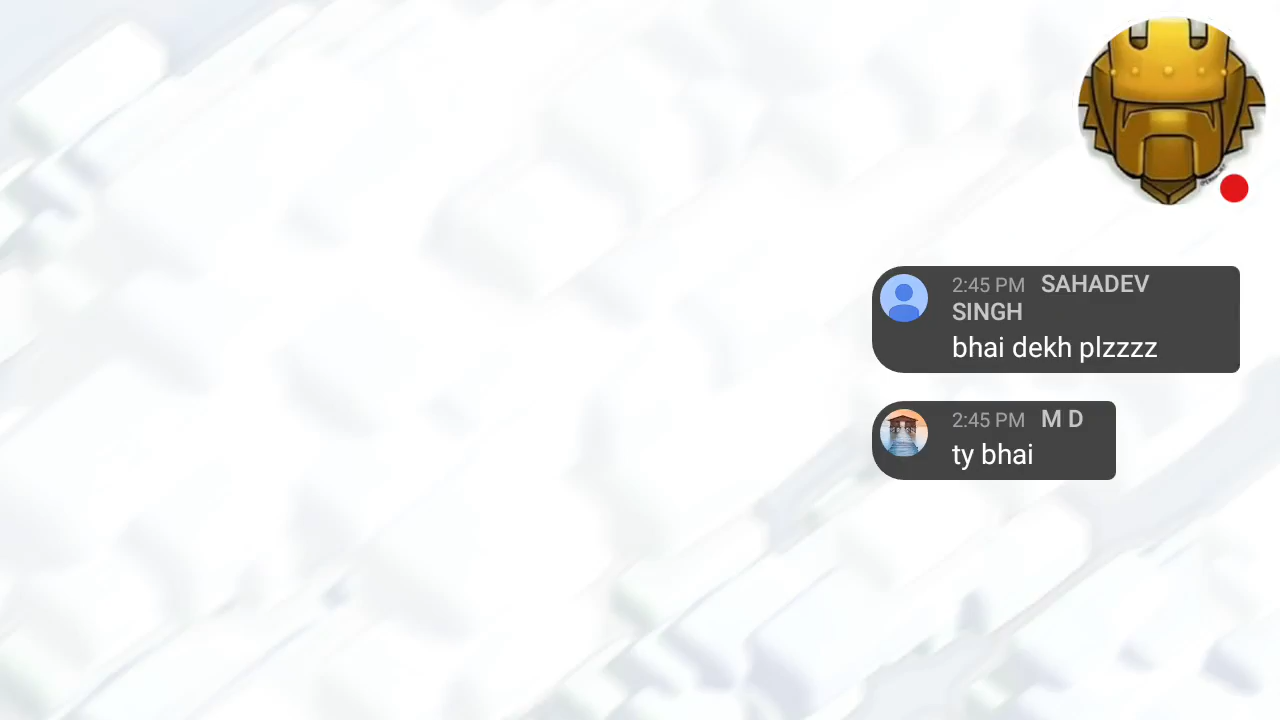 2:45 PM SAHADEV
SINGH
bhai dekh plzzzz
2:45 PM M D
ty bhai